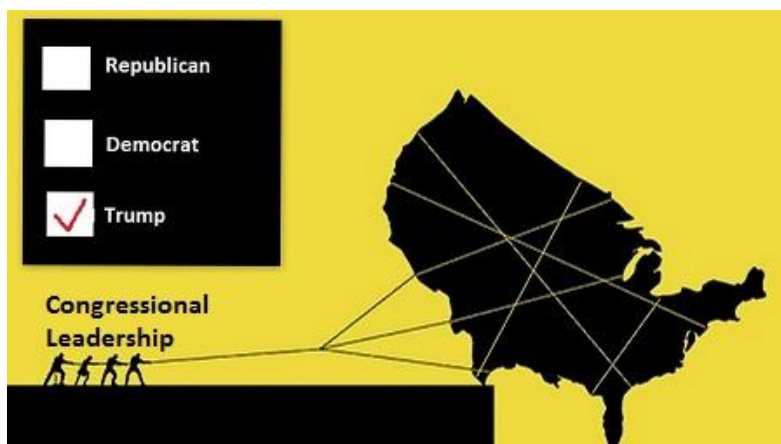 Republican
Democrat
Trump
Congressional
Leadership